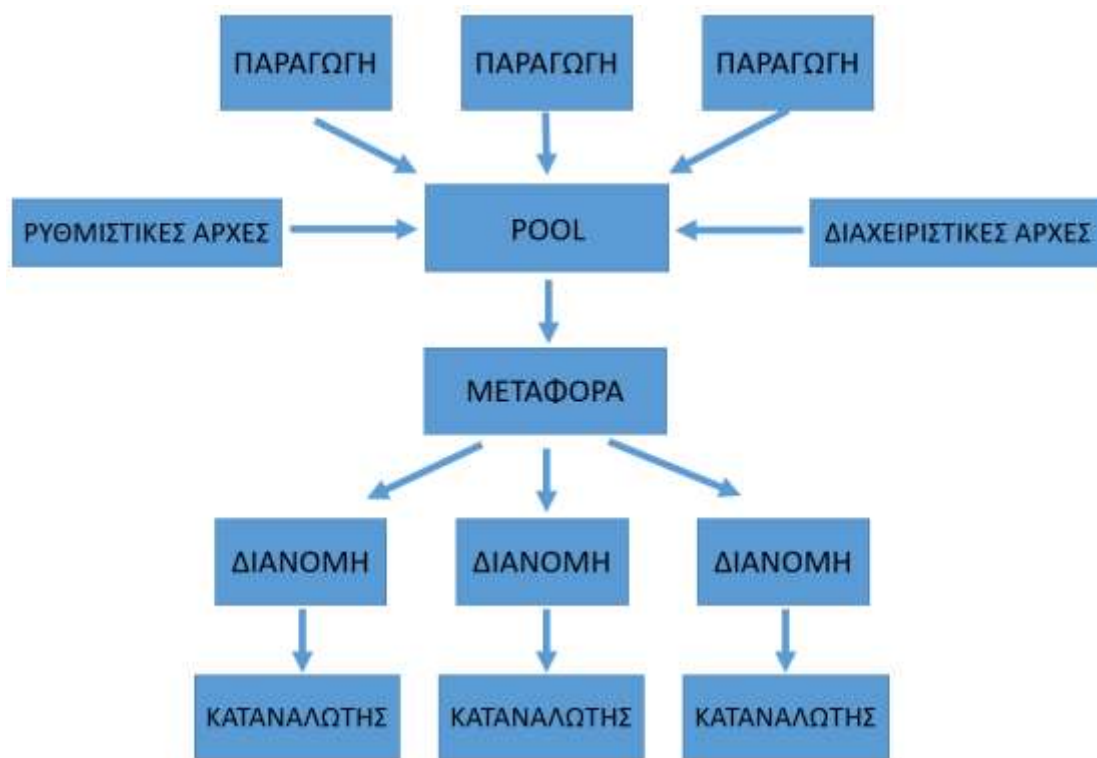 ΠΑΡΑΓΩΓΗ ΠΑΡΑΓΩΓΗ ΠΑΡΑΓΩΓΗ
ΡΥΘΜΙΣΤΙΚΕΣ ΑΡΧΕΣ POOL ΔΙΑΧΕΙΡΙΣΤΙΚΕΣ ΑΡΧΕΣ
ΜΕΤΑΦΟΡΑ
ΔΙΑΝΟΜΗ ΔΙΑΝΟΜΗ ΔΙΑΝΟΜΗ
ΚΑΤΑΝΑΛΩΤΗΣ ΚΑΤΑΝΑΛΩΤΗΣ ΚΑΤΑΝΑΛΩΤΗΣ